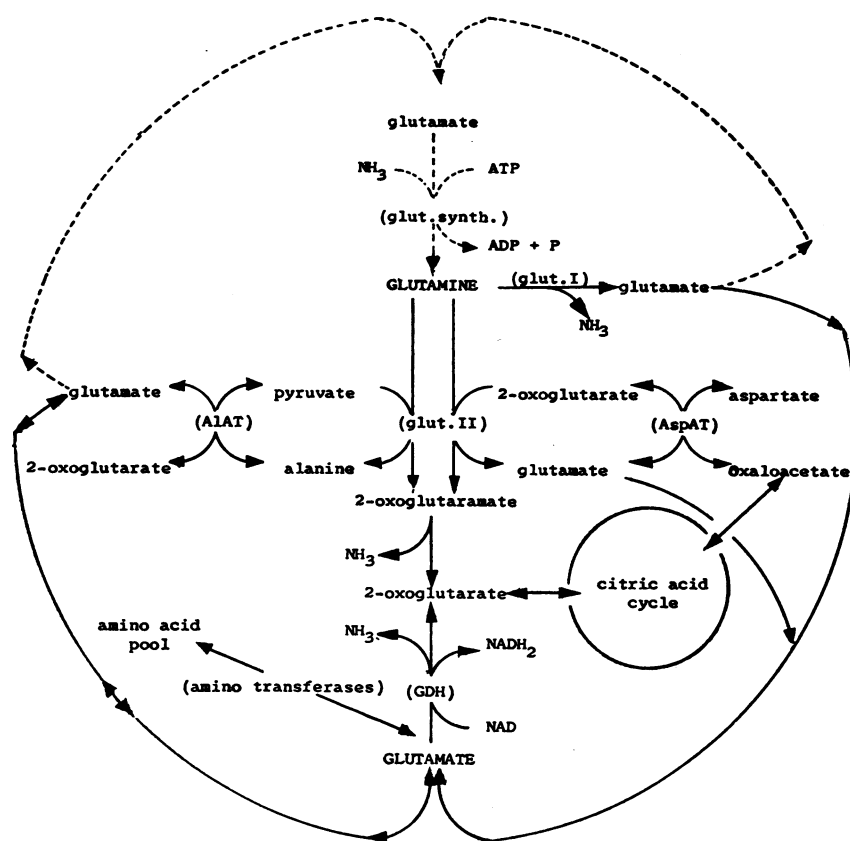 glutamate
NH3 ATP
(glut.synth.)
ADP + P
GLUTAMINE (glut.I) glutamate
NH3
glutamate pyruvate 2-oxoglutarate aspartate
(AlAT) (glut.II) (AspAT)
2-oxoglutarate alanine glutamate oxaloacetate
2-oxoglutaramate
NH3
2-oxoglutarate
citric acid
cycle
amino acid
pool
NH3 NADH2
(amino transferases) (GDH)
NAD
GLUTAMATE